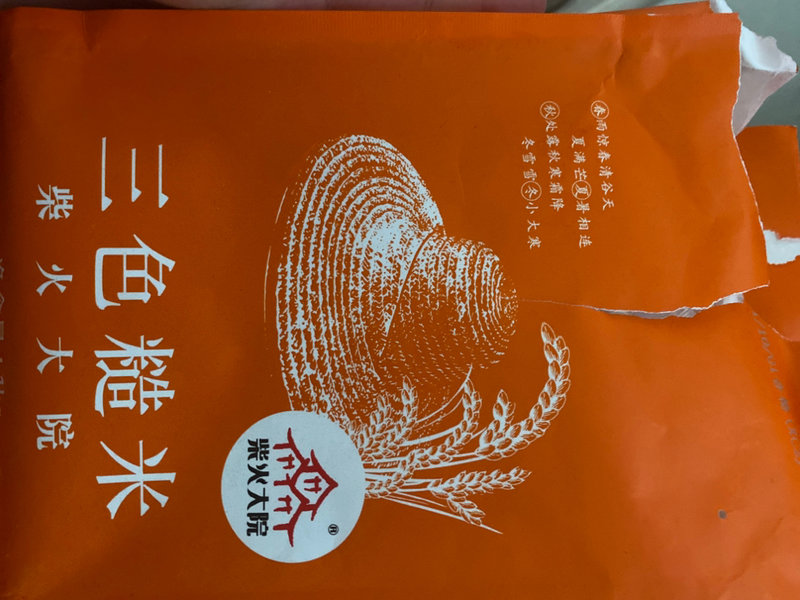 春雨惊春清谷天
夏满芒夏暑相连
秋处露秋寒霜降
冬雪雪冬小大寒
柴火大院®
三色糙米
柴火大院